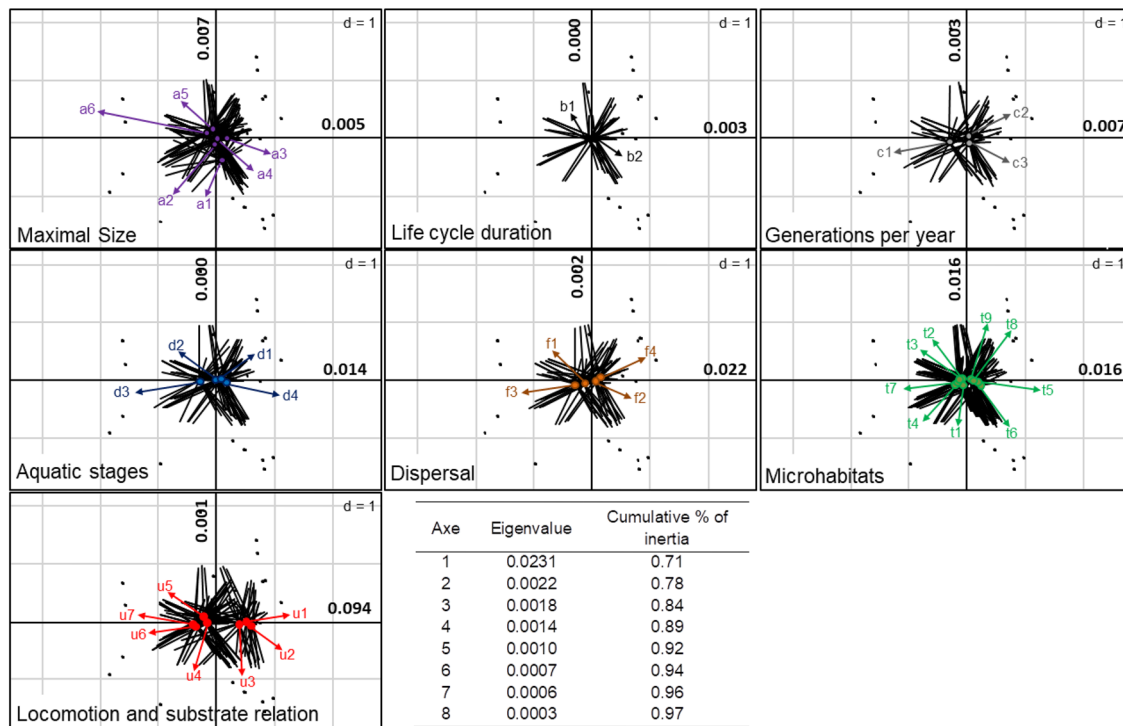 0.007
d = 1
a5
a6
0.005
a3
a4
a2
a1
Maximal Size
0.000
d = 1
b1
0.003
b2
Life cycle duration
0.003
d = 1
c2
0.007
c1
c3
Generations per year
0.000
d = 1
d2
d1
0.014
d3
d4
Aquatic stages
0.002
d = 1
f1
f4
0.022
f3
f2
Dispersal
0.016
d = 1
t9
t8
t2
t3
0.016
t7
t5
t4
t1
t6
Microhabitats
0.001
d = 1
u5
0.094
u7
u1
u6
u2
u4
u3
Locomotion and substrate relation
Axe Eigenvalue Cumulative % of
inertia
1 0.0231 0.71
2 0.0022 0.78
3 0.0018 0.84
4 0.0014 0.89
5 0.0010 0.92
6 0.0007 0.94
7 0.0006 0.96
8 0.0003 0.97